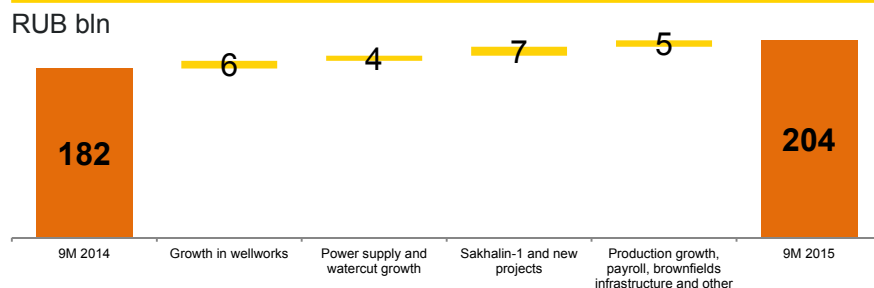 RUB bln
6
4
7
5
182
204
9M 2014
Growth in wellworks
Power supply and
watercut growth
Sakhalin-1 and new
projects
Production growth,
payroll, brownfields
infrastructure and other
9M 2015